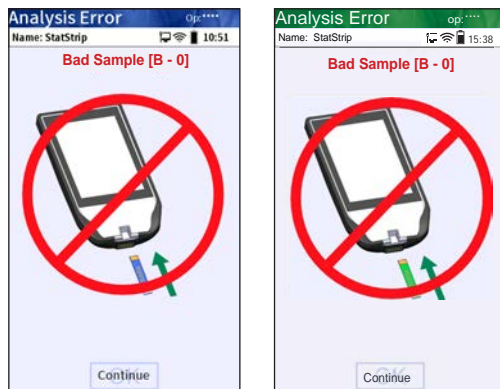 Analysis Error Op:****
Name: StatStrip 10:51
Bad Sample [B - 0]
Continue
Analysis Error op:****
Name: StatStrip 15:38
Bad Sample [B - 0]
Continue